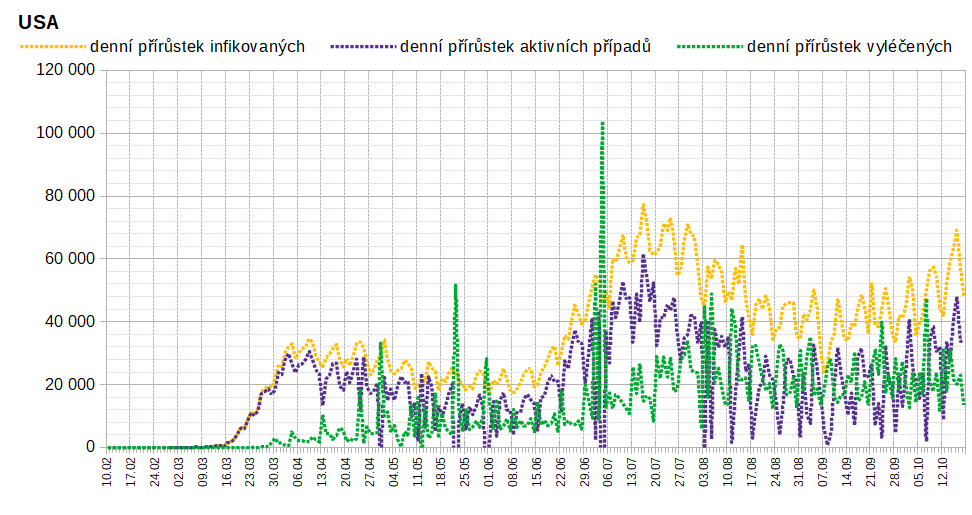 USA
denní přírůstek infikovaných denní přírůstek aktivních případů denní přírůstek vyléčených
120 000
100 000
80 000
60 000
40 000
20 000
0
10.02 17.02 24.02 02.03 09.03 16.03 23.03 30.03 06.04 13.04 20.04 27.04 04.05 11.05 18.05 25.05 01.06 08.06 15.06 22.06 29.06 06.07 13.07 20.07 27.07 03.08 10.08 17.08 24.08 31.08 07.09 14.09 21.09 28.09 05.10 12.10